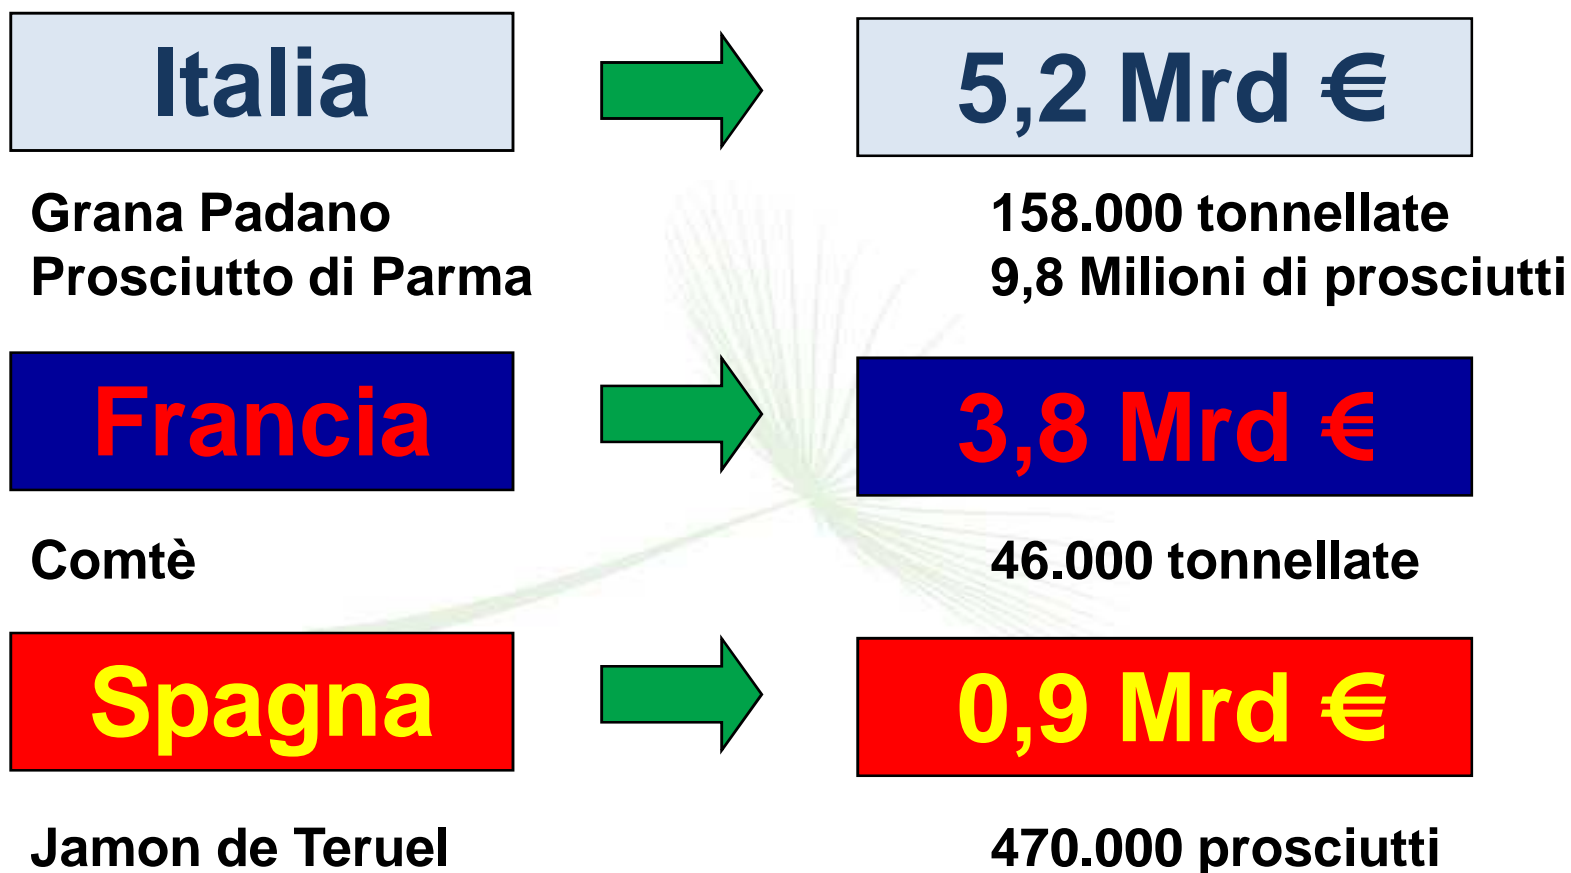 Italia 5,2 Mrd €
Grana Padano 158.000 tonnellate
Prosciutto di Parma 9,8 Milioni di prosciutti
Francia 3,8 Mrd €
Comtè 46.000 tonnellate
Spagna 0,9 Mrd €
Jamon de Teruel 470.000 prosciutti